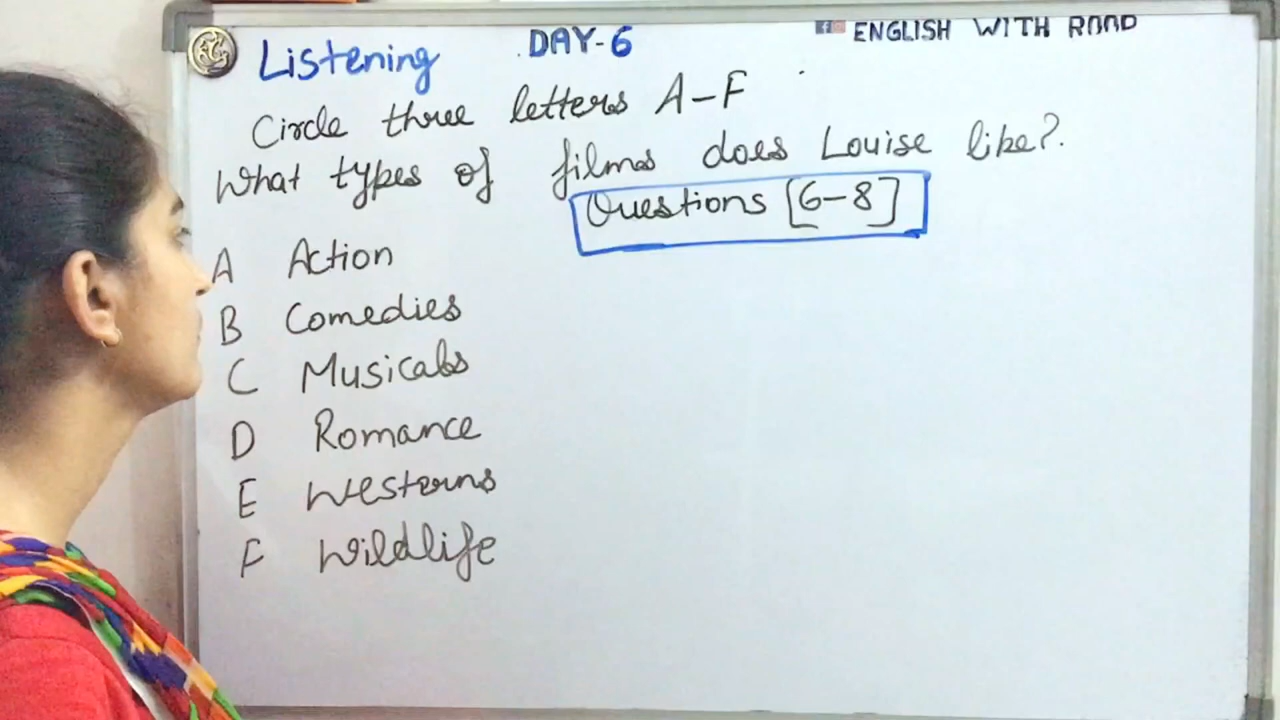 Listening DAY-6 ENGLISH WITH ROAD
Circle three letters A-F
What types of films does Louise like?
Questions [6-8]
A Action
B Comedies
C Musicals
D Romance
E Westerns
F Wildlife